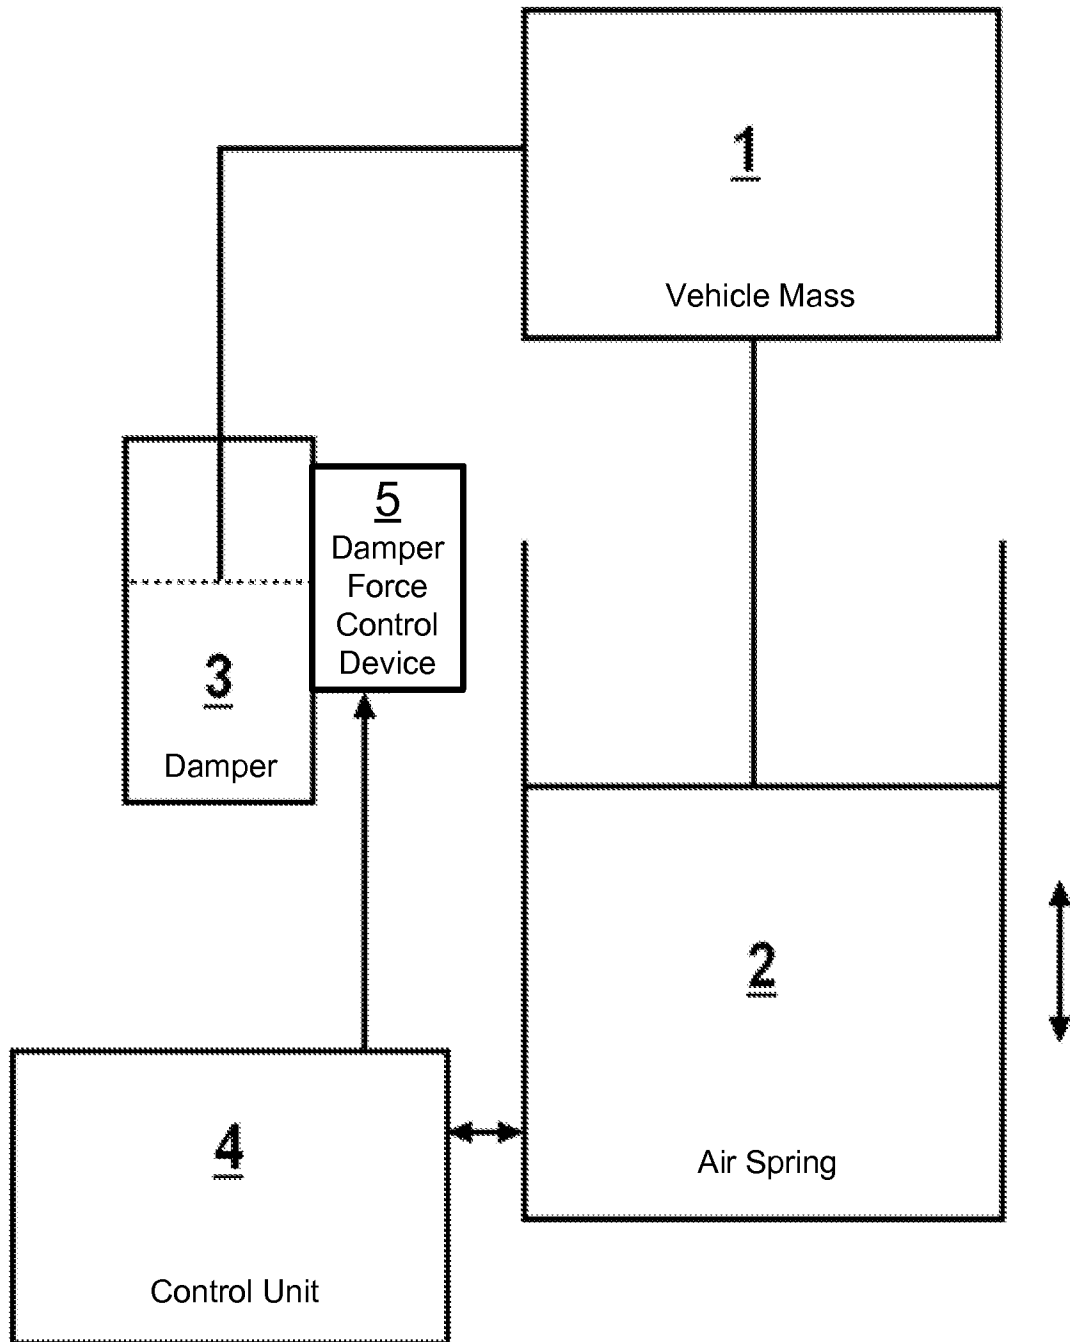 1
Vehicle Mass
5
Damper
Force
Control
Device
3
Damper
2
Air Spring
4
Control Unit